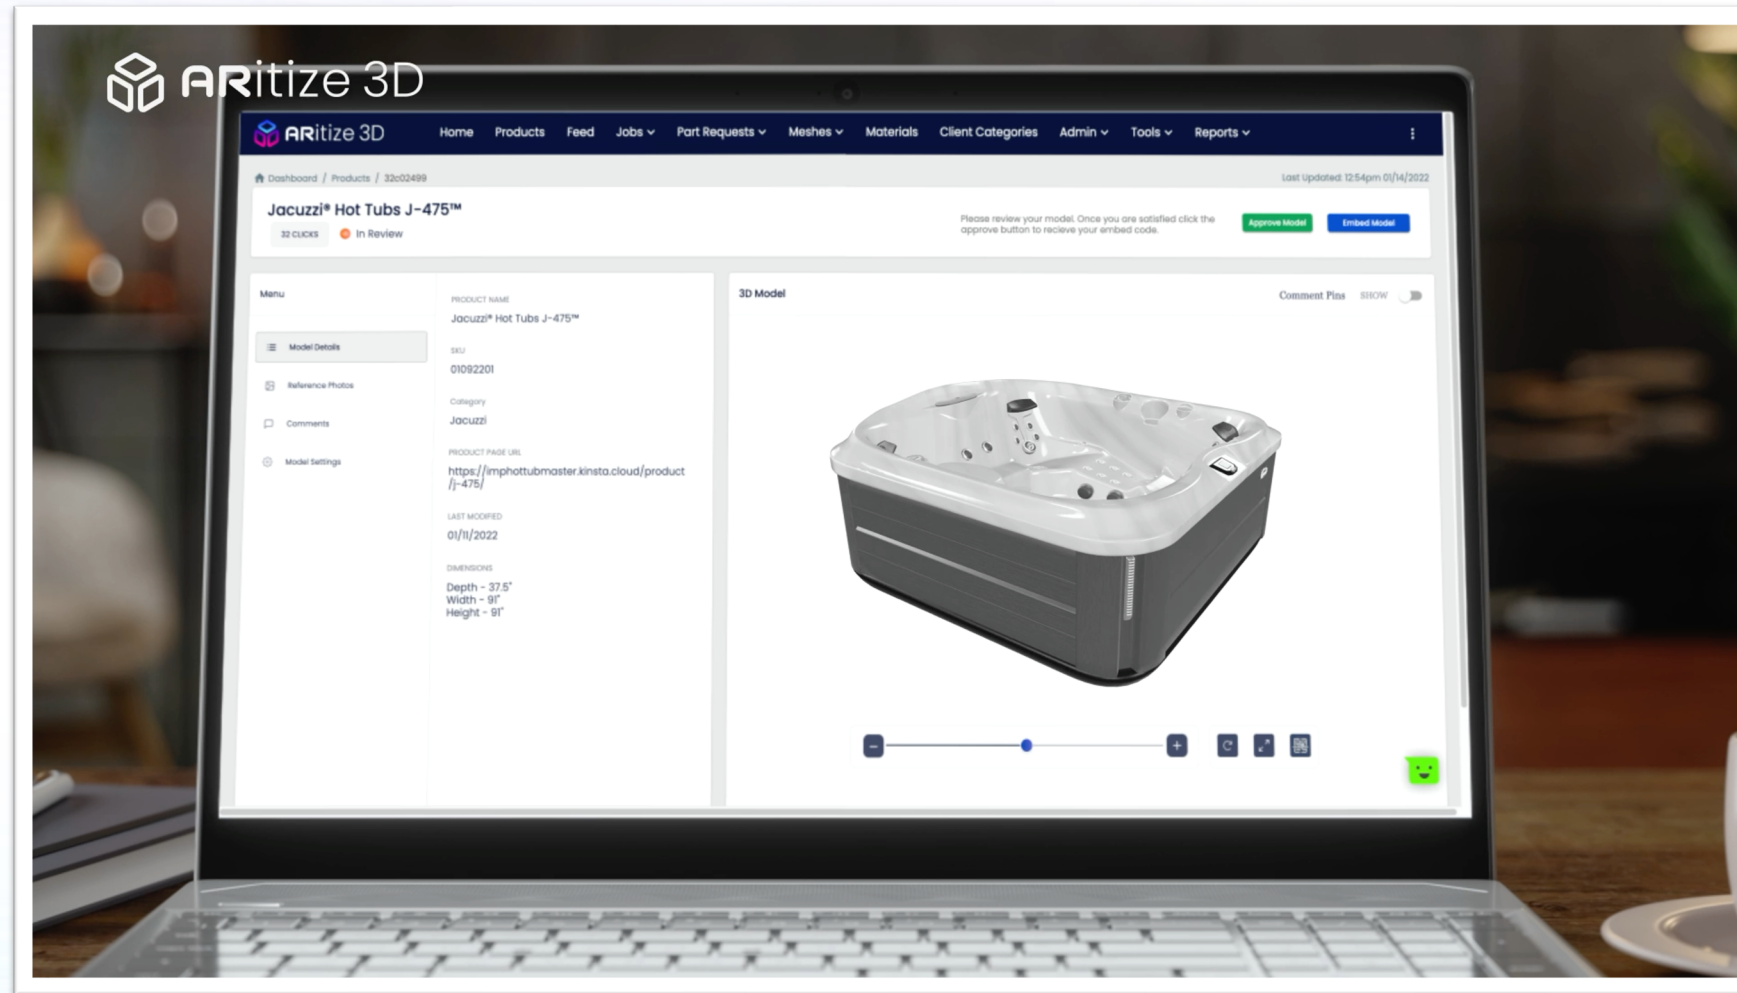 ARitize 3D
ARitize 3D
Home Products Feed Jobs Part Requests Meshes Materials Client Categories Admin Tools Reports
Dashboard / Products / 32c02499
Last Updated: 12:54pm 01/14/2022
Jacuzzi® Hot Tubs J-475™
32 CLICKS
In Review
Please review your model. Once you are satisfied click the
approve button to recieve your embed code.
Approve Model
Embed Model
Menu
Model Details
Reference Photos
Comments
Model Settings
PRODUCT NAME
Jacuzzi® Hot Tubs J-475™
SKU
01092201
Category
Jacuzzi
PRODUCT PAGE URL
https://imphottubmaster.kinsta.cloud/product
/j-475/
LAST MODIFIED
01/11/2022
DIMENSIONS
Depth - 37.5"
Width - 91"
Height - 91"
3D Model
Comment Pins SHOW